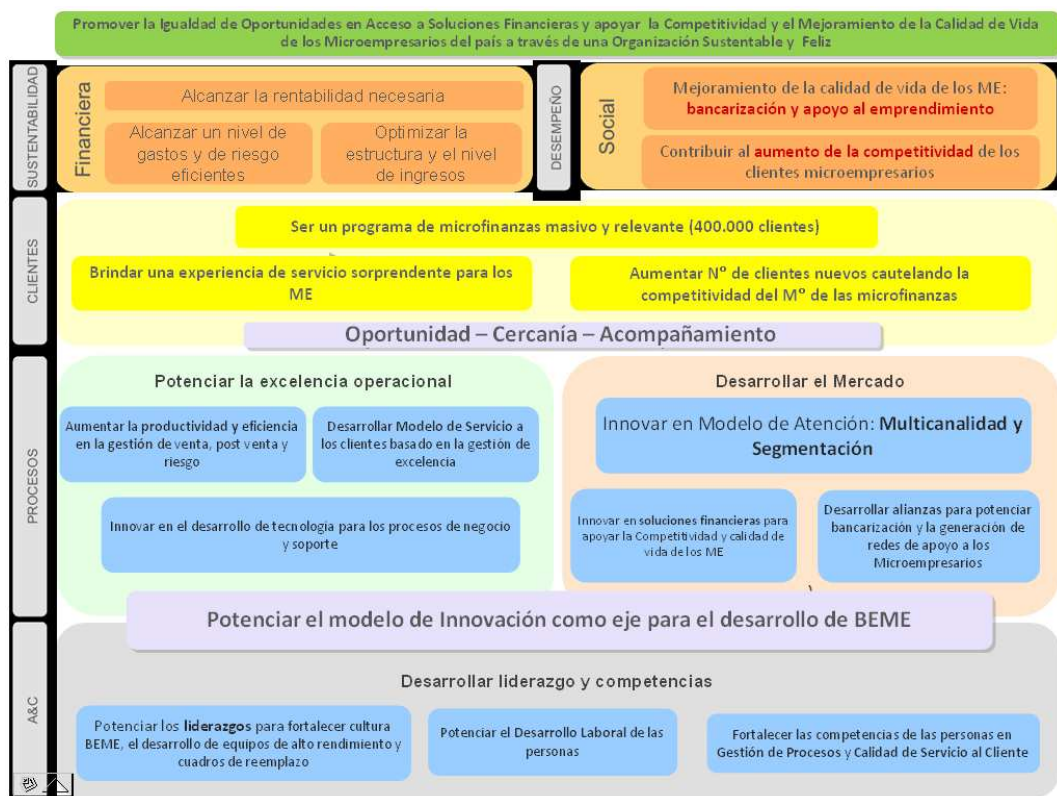 Promover la Igualdad de Oportunidades en Acceso a Soluciones Financieras y apoyar la Competitividad y el Mejoramiento de la Calidad de Vida
de los Microempresarios del país a través de una Organización Sustentable y Feliz
SUSTENTABILIDAD
Financiera
Alcanzar la rentabilidad necesaria
Alcanzar un nivel de
gastos y de riesgo
eficientes
Optimizar la
estructura y el nivel
de ingresos
DESEMPEÑO
Social
Mejoramiento de la calidad de vida de los ME:
bancarización y apoyo al emprendimiento
Contribuir al aumento de la competitividad de los
clientes microempresarios
CLIENTES
Ser un programa de microfinanzas masivo y relevante (400.000 clientes)
Brindar una experiencia de servicio sorprendente para los
ME
Aumentar Nº de clientes nuevos cautelando la
competitividad del Mº de las microfinanzas
Oportunidad – Cercanía – Acompañamiento
PROCESOS
Potenciar la excelencia operacional
Aumentar la productividad y eficiencia
en la gestión de venta, post venta y
riesgo
Desarrollar Modelo de Servicio a
los clientes basado en la gestión de
excelencia
Innovar en el desarrollo de tecnología para los procesos de negocio
y soporte
Desarrollar el Mercado
Innovar en Modelo de Atención: Multicanalidad y
Segmentación
Innovar en soluciones financieras para
apoyar la Competitividad y calidad de
vida de los ME
Desarrollar alianzas para potenciar
bancarización y la generación de
redes de apoyo a los
Microempresarios
Potenciar el modelo de Innovación como eje para el desarrollo de BEME
A&C
Desarrollar liderazgo y competencias
Potenciar los liderazgos para fortalecer cultura
BEME, el desarrollo de equipos de alto rendimiento y
cuadros de reemplazo
Potenciar el Desarrollo Laboral de las
personas
Fortalecer las competencias de las personas en
Gestión de Procesos y Calidad de Servicio al Cliente